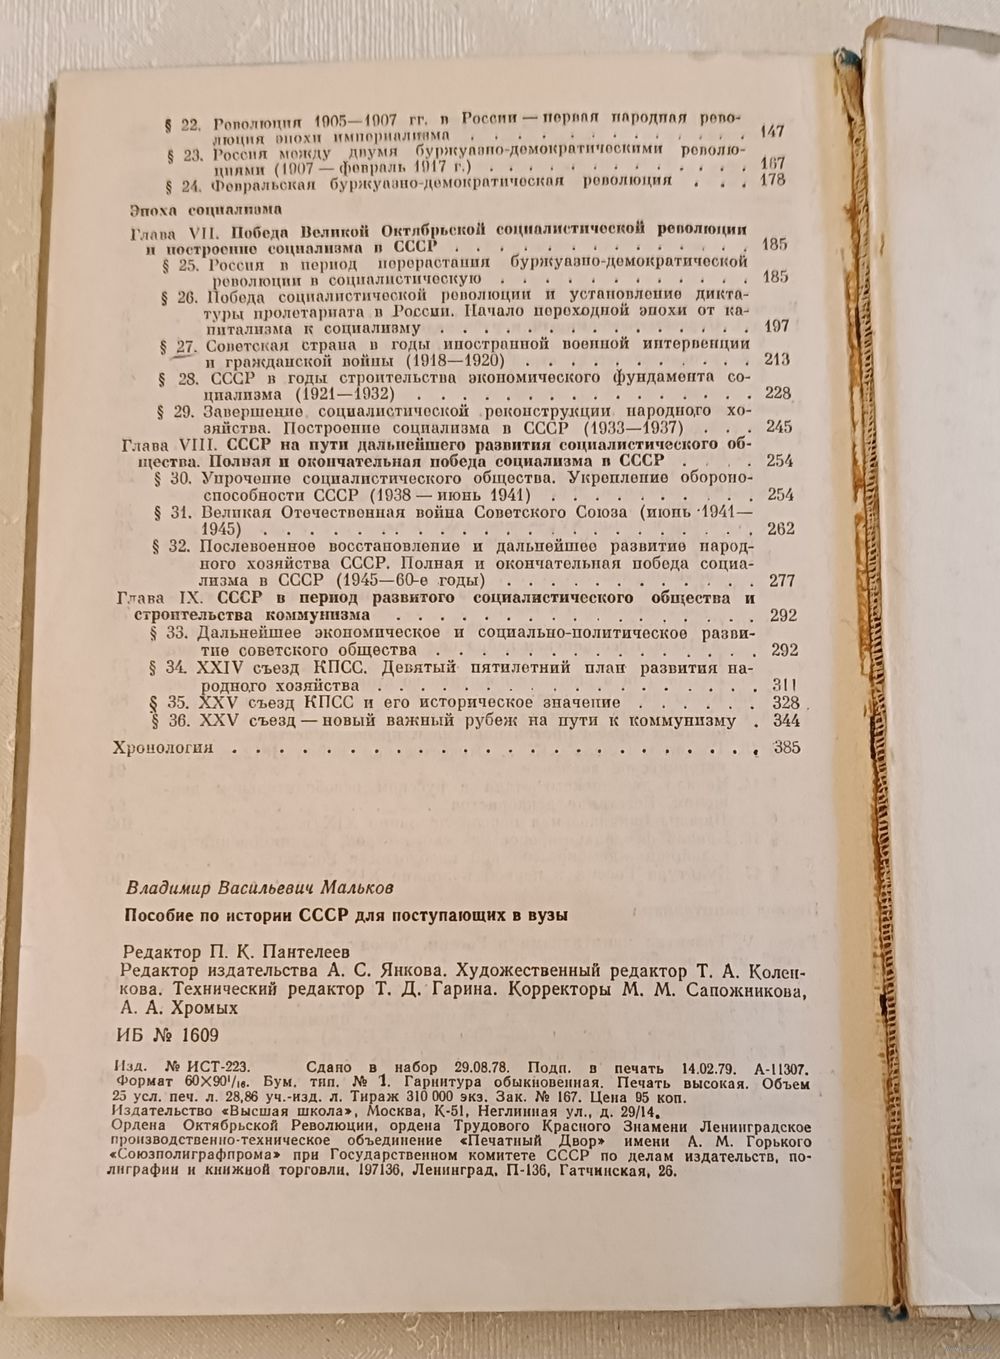 § 22. Революция 1905—1907 гг. в России — первая народная рево-
люция эпохи империализма . . . . . . . . . . . . 147
§ 23. Россия между двумя буржуазно-демократическими револю-
циями (1907 — февраль 1917 г.) . . . . . . . . . . . 167
§ 24. Февральская буржуазно-демократическая революция . . . 178
Эпоха социализма
Глава VII. Победа Великой Октябрьской социалистической революции
и построение социализма в СССР . . . . . . . . . . . . 185
§ 25. Россия в период перерастания буржуазно-демократической
революции в социалистическую . . . . . . . . . . . 185
§ 26. Победа социалистической революции и установление дикта-
туры пролетариата в России. Начало переходной эпохи от ка-
питализма к социализму . . . . . . . . . . . . . . 197
§ 27. Советская страна в годы иностранной военной интервенции
и гражданской войны (1918—1920) . . . . . . . . . . 213
§ 28. СССР в годы строительства экономического фундамента со-
циализма (1921—1932) . . . . . . . . . . . . . . . 228
§ 29. Завершение социалистической реконструкции народного хо-
зяйства. Построение социализма в СССР (1933—1937) . . . 245
Глава VIII. СССР на пути дальнейшего развития социалистического об-
щества. Полная и окончательная победа социализма в СССР . . . . 254
§ 30. Упрочение социалистического общества. Укрепление обороно-
способности СССР (1938 — июнь 1941) . . . . . . . . . 254
§ 31. Великая Отечественная война Советского Союза (июнь 1941—
1945) . . . . . . . . . . . . . . . . . . . . . 262
§ 32. Послевоенное восстановление и дальнейшее развитие народ-
ного хозяйства СССР. Полная и окончательная победа социа-
лизма в СССР (1945—60-е годы) . . . . . . . . . . . 277
Глава IX. СССР в период развитого социалистического общества и
строительства коммунизма . . . . . . . . . . . . . . . 292
§ 33. Дальнейшее экономическое и социально-политическое разви-
тие советского общества . . . . . . . . . . . . . . 292
§ 34. XXIV съезд КПСС. Девятый пятилетний план развития на-
родного хозяйства . . . . . . . . . . . . . . . . . 311
§ 35. XXV съезд КПСС и его историческое значение . . . . . . 328
§ 36. XXV съезд — новый важный рубеж на пути к коммунизму . 344
Хронология . . . . . . . . . . . . . . . . . . . . . . . 385
Владимир Васильевич Мальков
Пособие по истории СССР для поступающих в вузы
Редактор П. К. Пантелеев
Редактор издательства А. С. Янкова. Художественный редактор Т. А. Колен-
кова. Технический редактор Т. Д. Гарина. Корректоры М. М. Сапожникова,
А. А. Хромых
ИБ № 1609
Изд. № ИСТ-223. Сдано в набор 29.08.78. Подп. в печать 14.02.79. А-11307.
Формат 60×90¹/₁₆. Бум. тип. № 1. Гарнитура обыкновенная. Печать высокая. Объем
25 усл. печ. л. 28,86 уч.-изд. л. Тираж 310 000 экз. Зак. № 167. Цена 95 коп.
Издательство «Высшая школа», Москва, К-51, Неглинная ул., д. 29/14.
Ордена Октябрьской Революции, ордена Трудового Красного Знамени Ленинградское
производственно-техническое объединение «Печатный Двор» имени А. М. Горького
«Союзполиграфпрома» при Государственном комитете СССР по делам издательств, по-
лиграфии и книжной торговли. 197136, Ленинград, П-136, Гатчинская, 26.